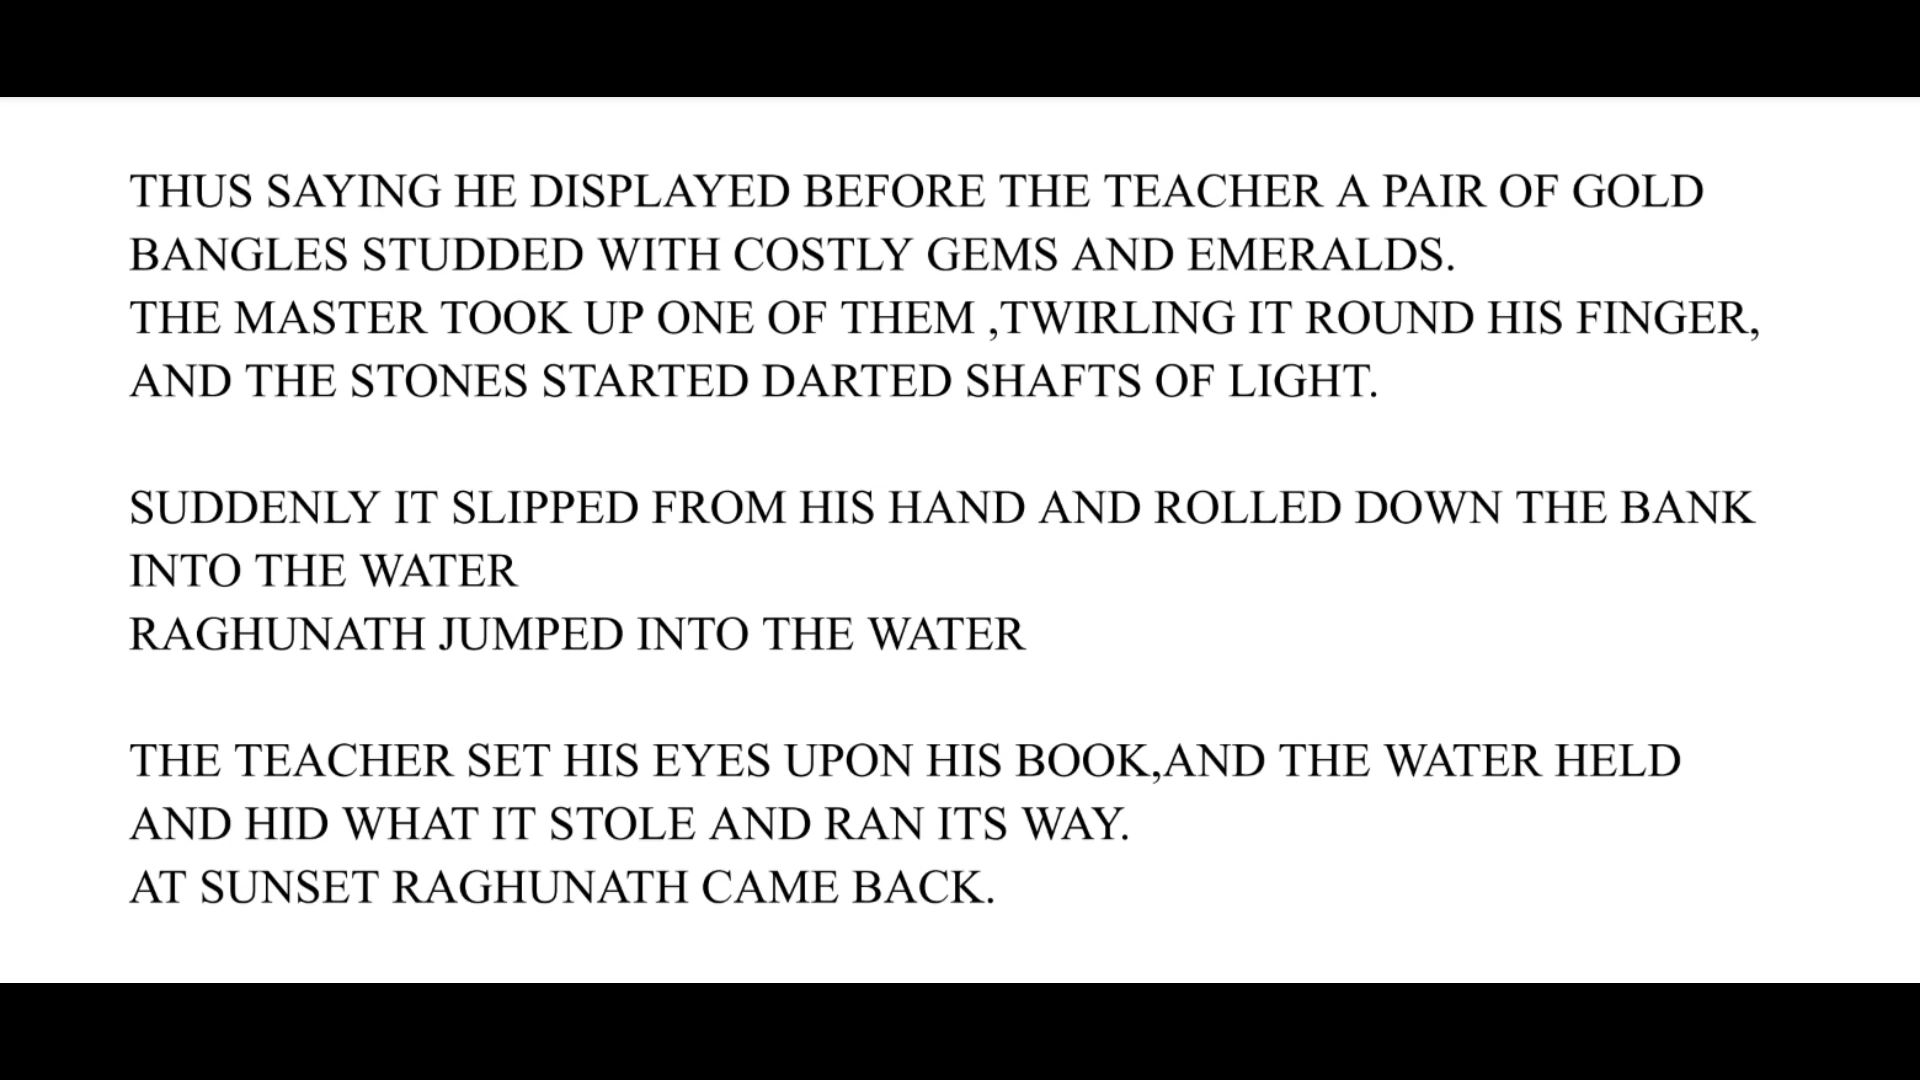 THUS SAYING HE DISPLAYED BEFORE THE TEACHER A PAIR OF GOLD
BANGLES STUDDED WITH COSTLY GEMS AND EMERALDS.
THE MASTER TOOK UP ONE OF THEM ,TWIRLING IT ROUND HIS FINGER,
AND THE STONES STARTED DARTED SHAFTS OF LIGHT.
SUDDENLY IT SLIPPED FROM HIS HAND AND ROLLED DOWN THE BANK
INTO THE WATER
RAGHUNATH JUMPED INTO THE WATER
THE TEACHER SET HIS EYES UPON HIS BOOK,AND THE WATER HELD
AND HID WHAT IT STOLE AND RAN ITS WAY.
AT SUNSET RAGHUNATH CAME BACK.